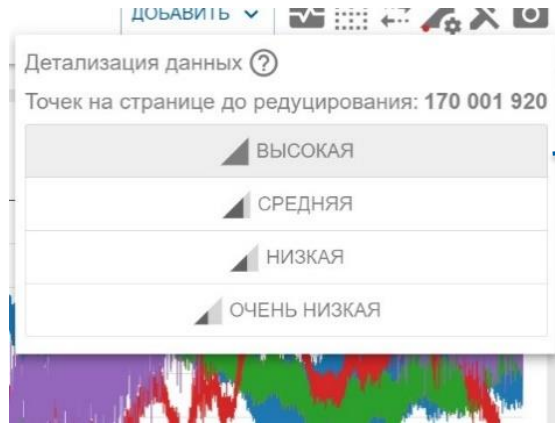 ДОБАВИТЬ
Детализация данных ?
Точек на странице до редуцирования: 170 001 920
ВЫСОКАЯ
СРЕДНЯЯ
НИЗКАЯ
ОЧЕНЬ НИЗКАЯ